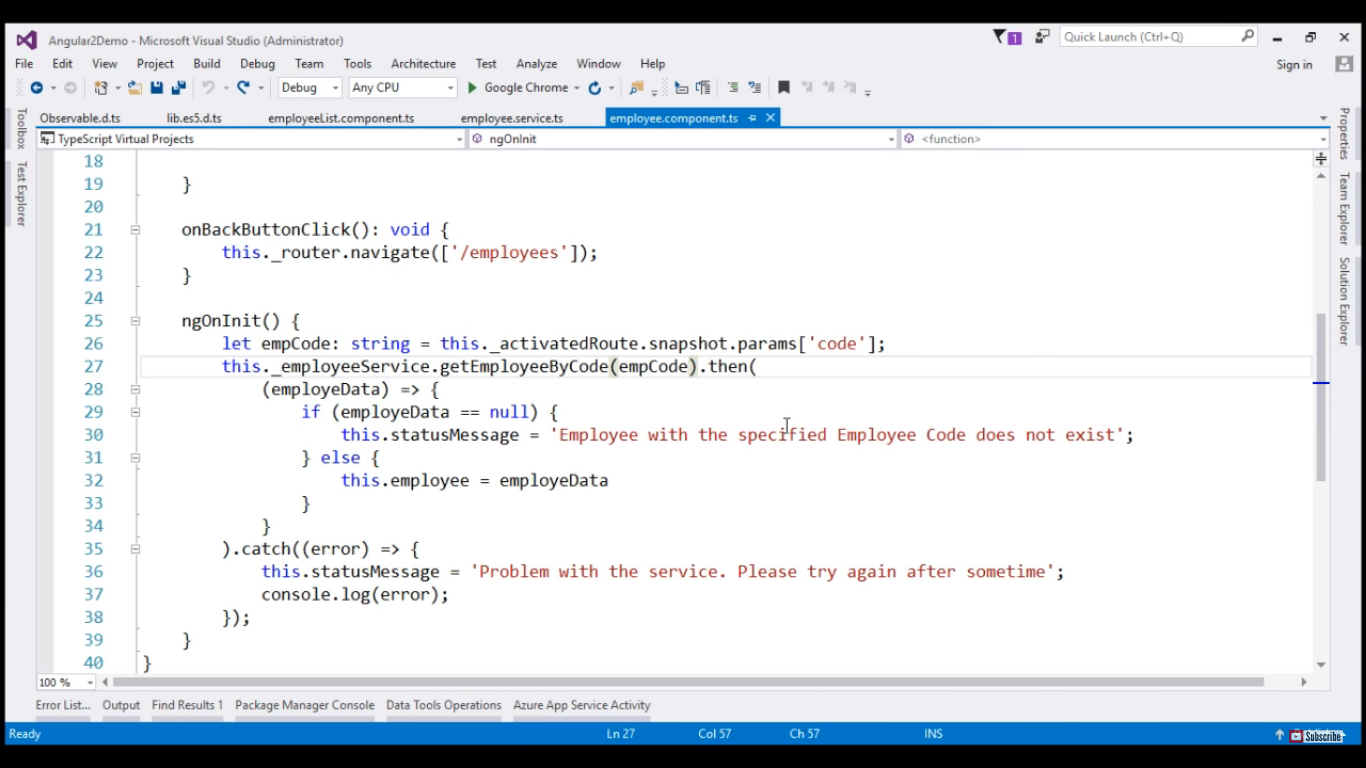 Angular2Demo - Microsoft Visual Studio (Administrator)
1
Quick Launch (Ctrl+Q)
File Edit View Project Build Debug Team Tools Architecture Test Analyze Window Help
Sign in
Debug Any CPU Google Chrome
Observable.d.ts lib.es5.d.ts employeeList.component.ts employee.service.ts employee.component.ts
TypeScript Virtual Projects ngOnInit <function>
Toolbox
Test Explorer
Properties
Team Explorer
Solution Explorer
18
19 }
20
21 onBackButtonClick(): void {
22 this._router.navigate(['/employees']);
23 }
24
25 ngOnInit() {
26 let empCode: string = this._activatedRoute.snapshot.params['code'];
27 this._employeeService.getEmployeeByCode(empCode).then(
28 (employeData) => {
29 if (employeData == null) {
30 this.statusMessage = 'Employee with the specified Employee Code does not exist';
31 } else {
32 this.employee = employeData
33 }
34 }
35 ).catch((error) => {
36 this.statusMessage = 'Problem with the service. Please try again after sometime';
37 console.log(error);
38 });
39 }
40 }
100 %
Error List... Output Find Results 1 Package Manager Console Data Tools Operations Azure App Service Activity
Ready Ln 27 Col 57 Ch 57 INS
Subscribe